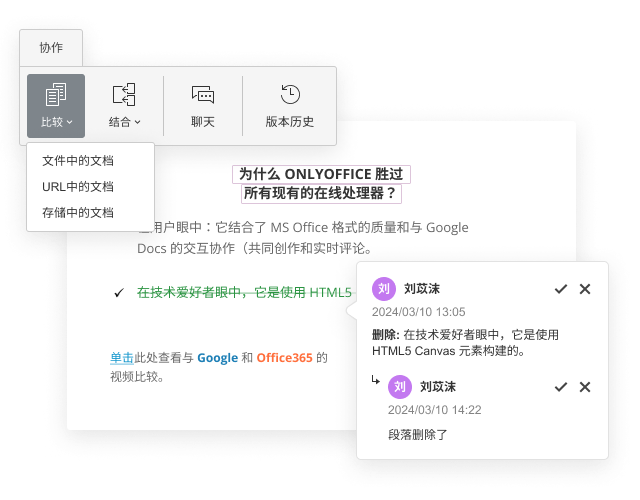 协作
比较
结合
聊天
版本历史
文件中的文档
URL中的文档
存储中的文档
为什么 ONLYOFFICE 胜过
所有现有的在线处理器？
用户眼中：它结合了 MS Office 格式的质量和与 Google
Docs 的交互协作（共同创作和实时评论。
在技术爱好者眼中，它是使用 HTML5
单击此处查看与 Google 和 Office365 的
视频比较。
刘 刘苡沫
2024/03/10 13:05
删除: 在技术爱好者眼中，它是使用
HTML5 Canvas 元素构建的。
刘 刘苡沫
2024/03/10 14:22
段落删除了